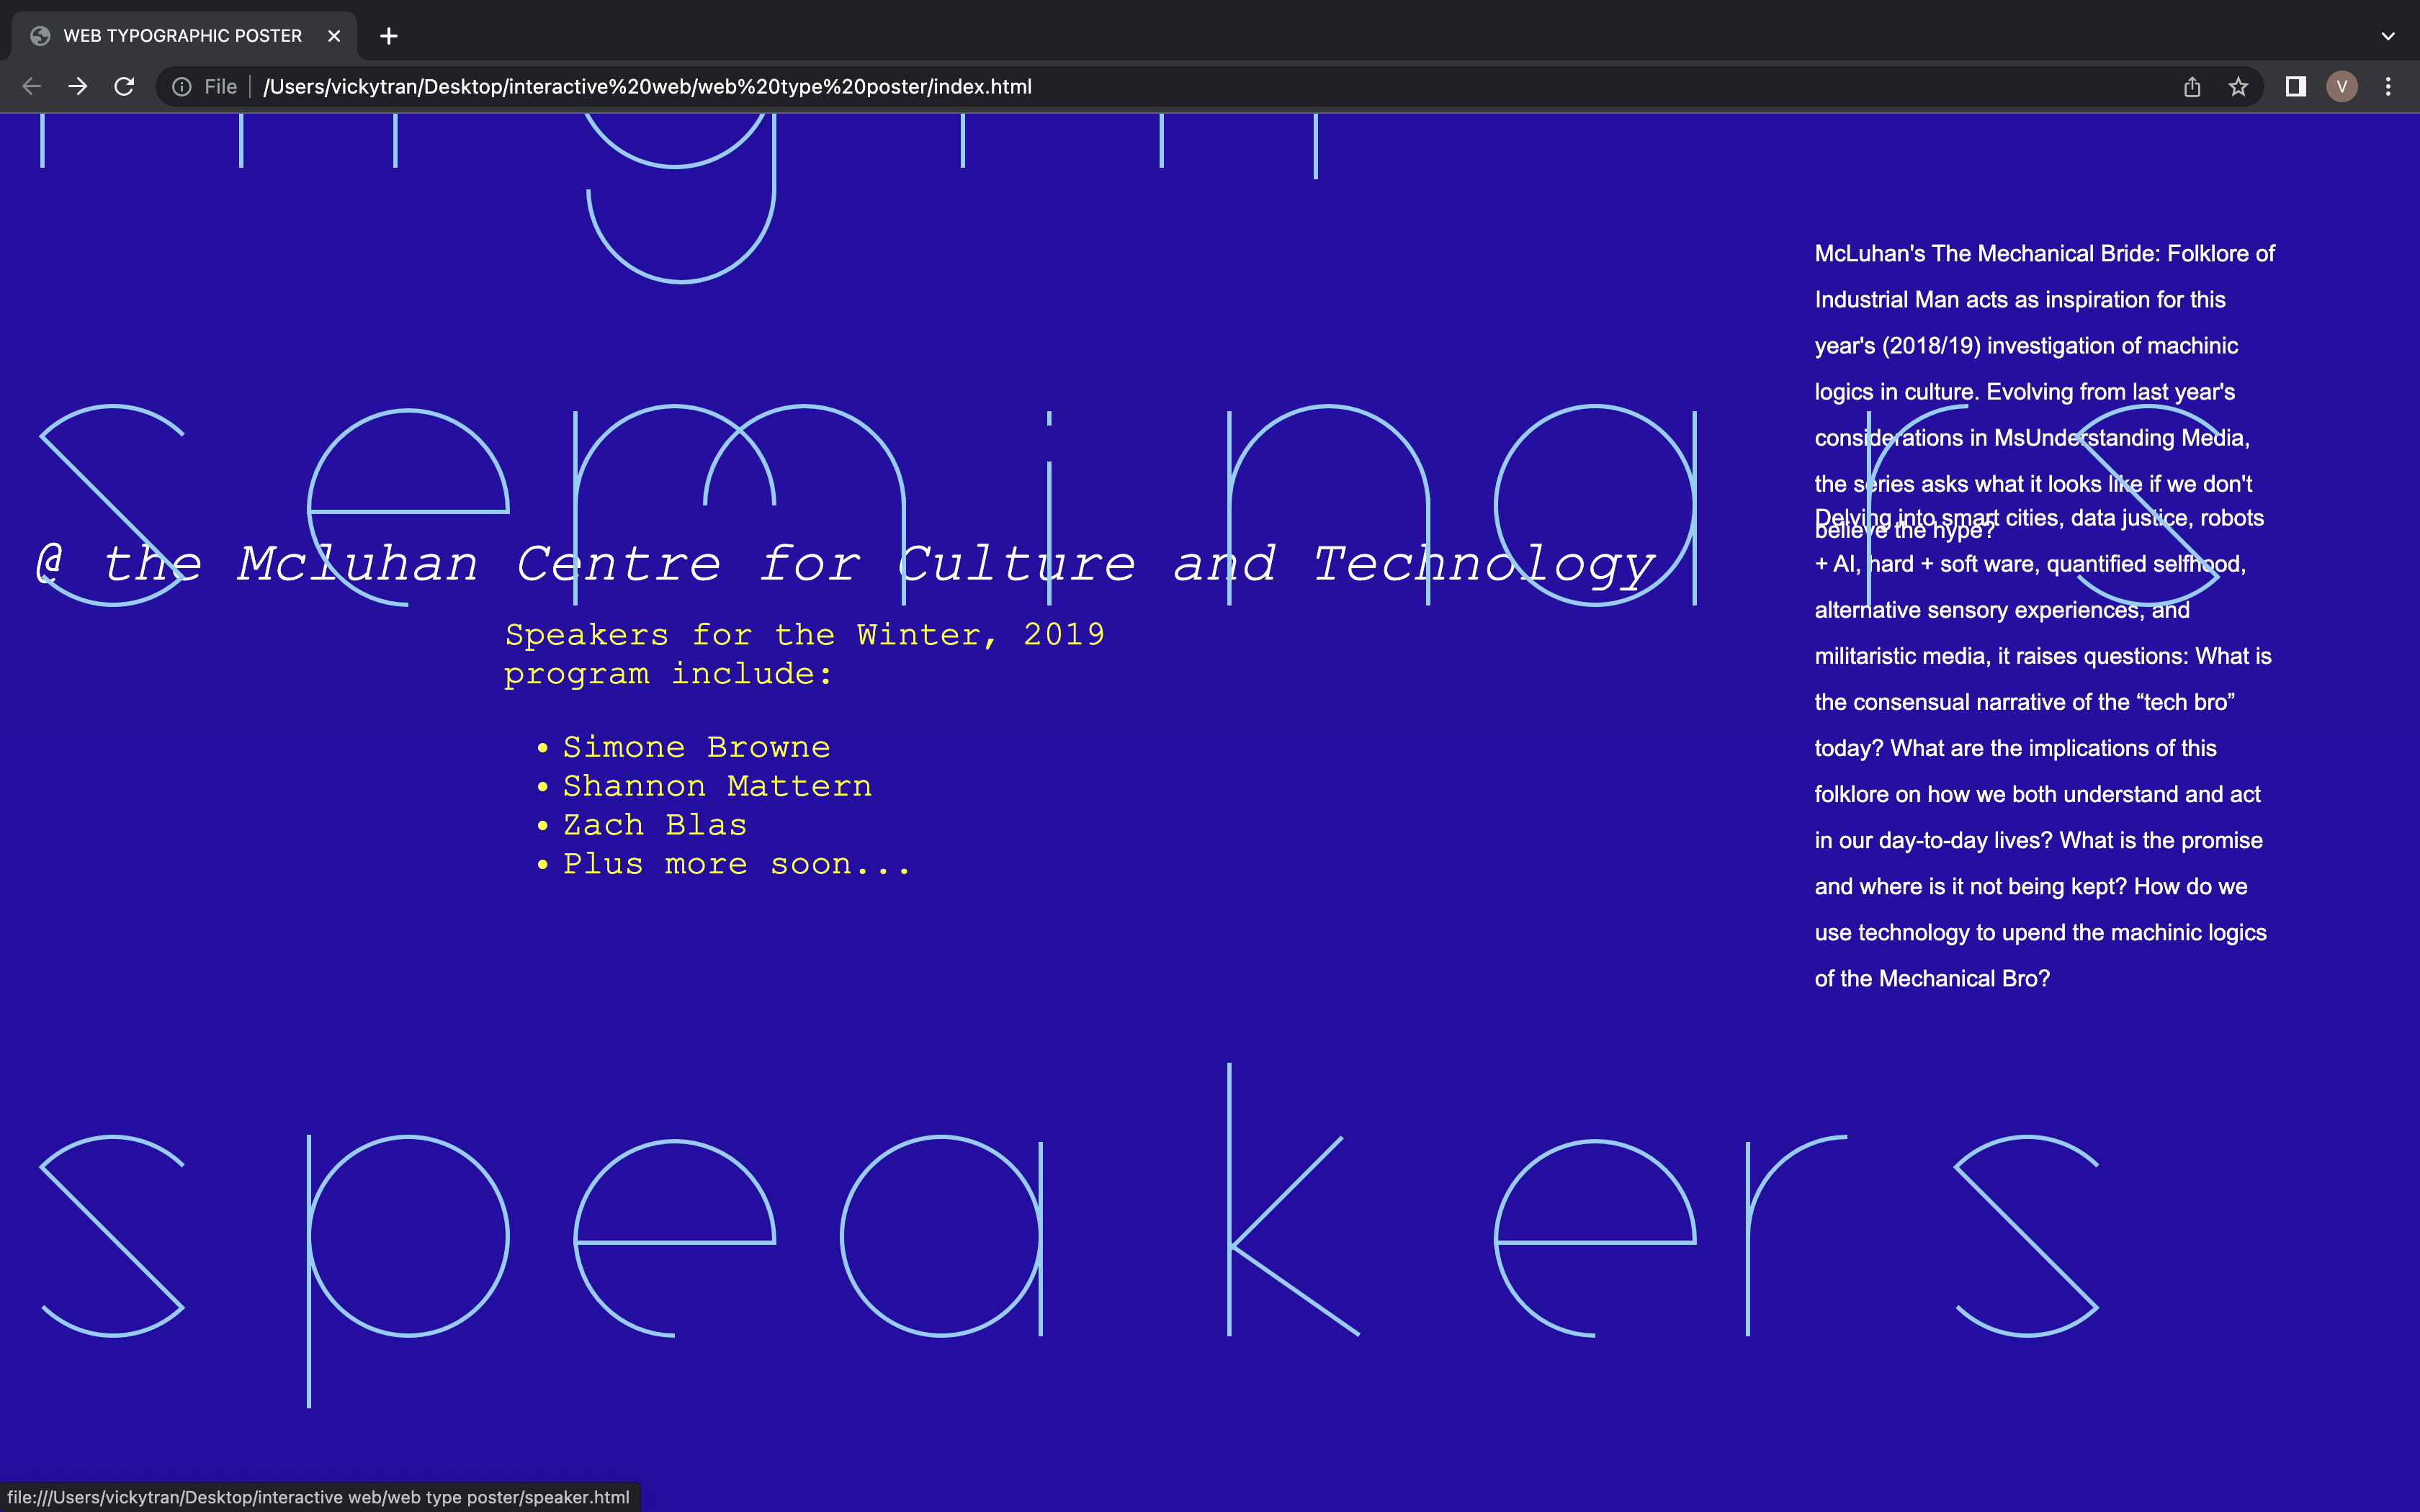 WEB TYPOGRAPHIC POSTER
File
/Users/vickytran/Desktop/interactive%20web/web%20type%20poster/index.html
V
McLuhan's The Mechanical Bride: Folklore of
Industrial Man acts as inspiration for this
year's (2018/19) investigation of machinic
logics in culture. Evolving from last year's
considerations in MsUnderstanding Media,
the series asks what it looks like if we don't
believe the hype?
seminars
@ the Mcluhan Centre for Culture and Technology
Delving into smart cities, data justice, robots
+ AI, hard + soft ware, quantified selfhood,
alternative sensory experiences, and
militaristic media, it raises questions: What is
the consensual narrative of the “tech bro”
today? What are the implications of this
folklore on how we both understand and act
in our day-to-day lives? What is the promise
and where is it not being kept? How do we
use technology to upend the machinic logics
of the Mechanical Bro?
Speakers for the Winter, 2019
program include:
• Simone Browne
• Shannon Mattern
• Zach Blas
• Plus more soon...
speakers
file:///Users/vickytran/Desktop/interactive web/web type poster/speaker.html